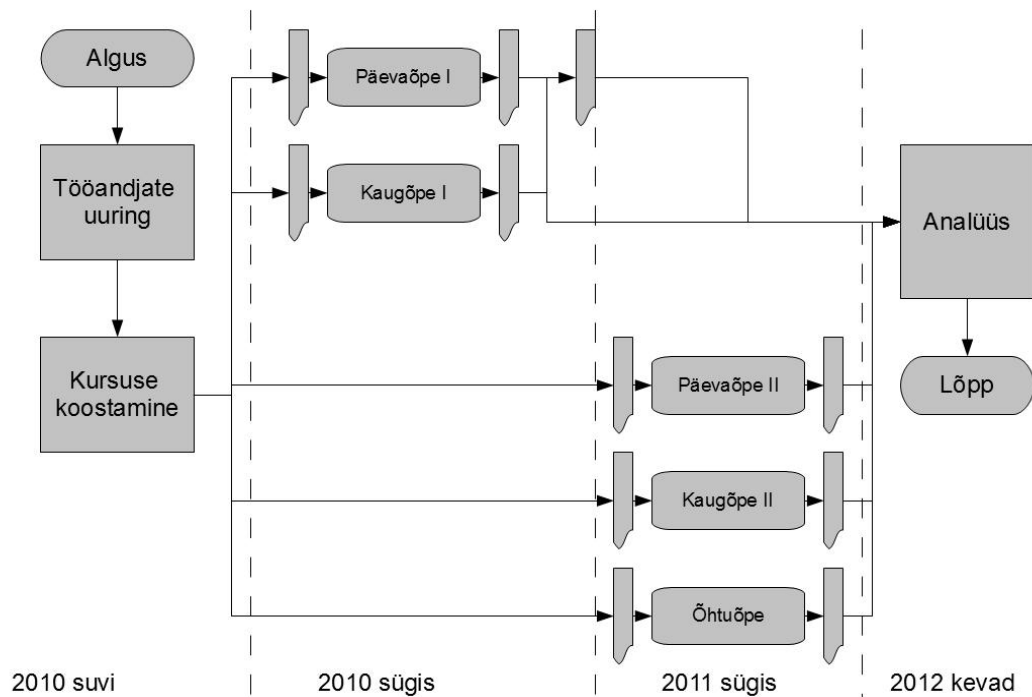 Algus
Tööandjate
uuring
Kursuse
koostamine
Päevaõpe I
Kaugõpe I
Päevaõpe II
Kaugõpe II
Õhtuõpe
Analüüs
Lõpp
2010 suvi
2010 sügis
2011 sügis
2012 kevad